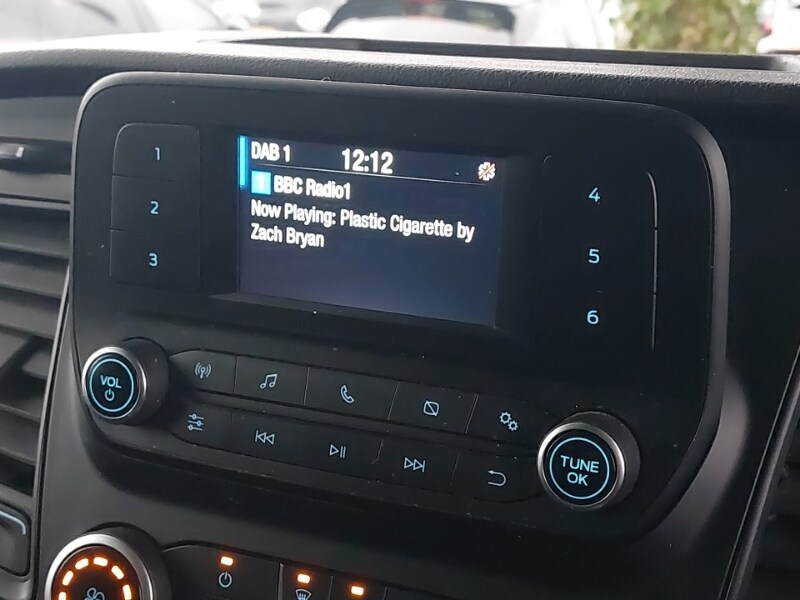 DAB 1 12:12
1 BBC Radio1
Now Playing: Plastic Cigarette by
Zach Bryan
1
2
3
4
5
6
VOL
TUNE
OK